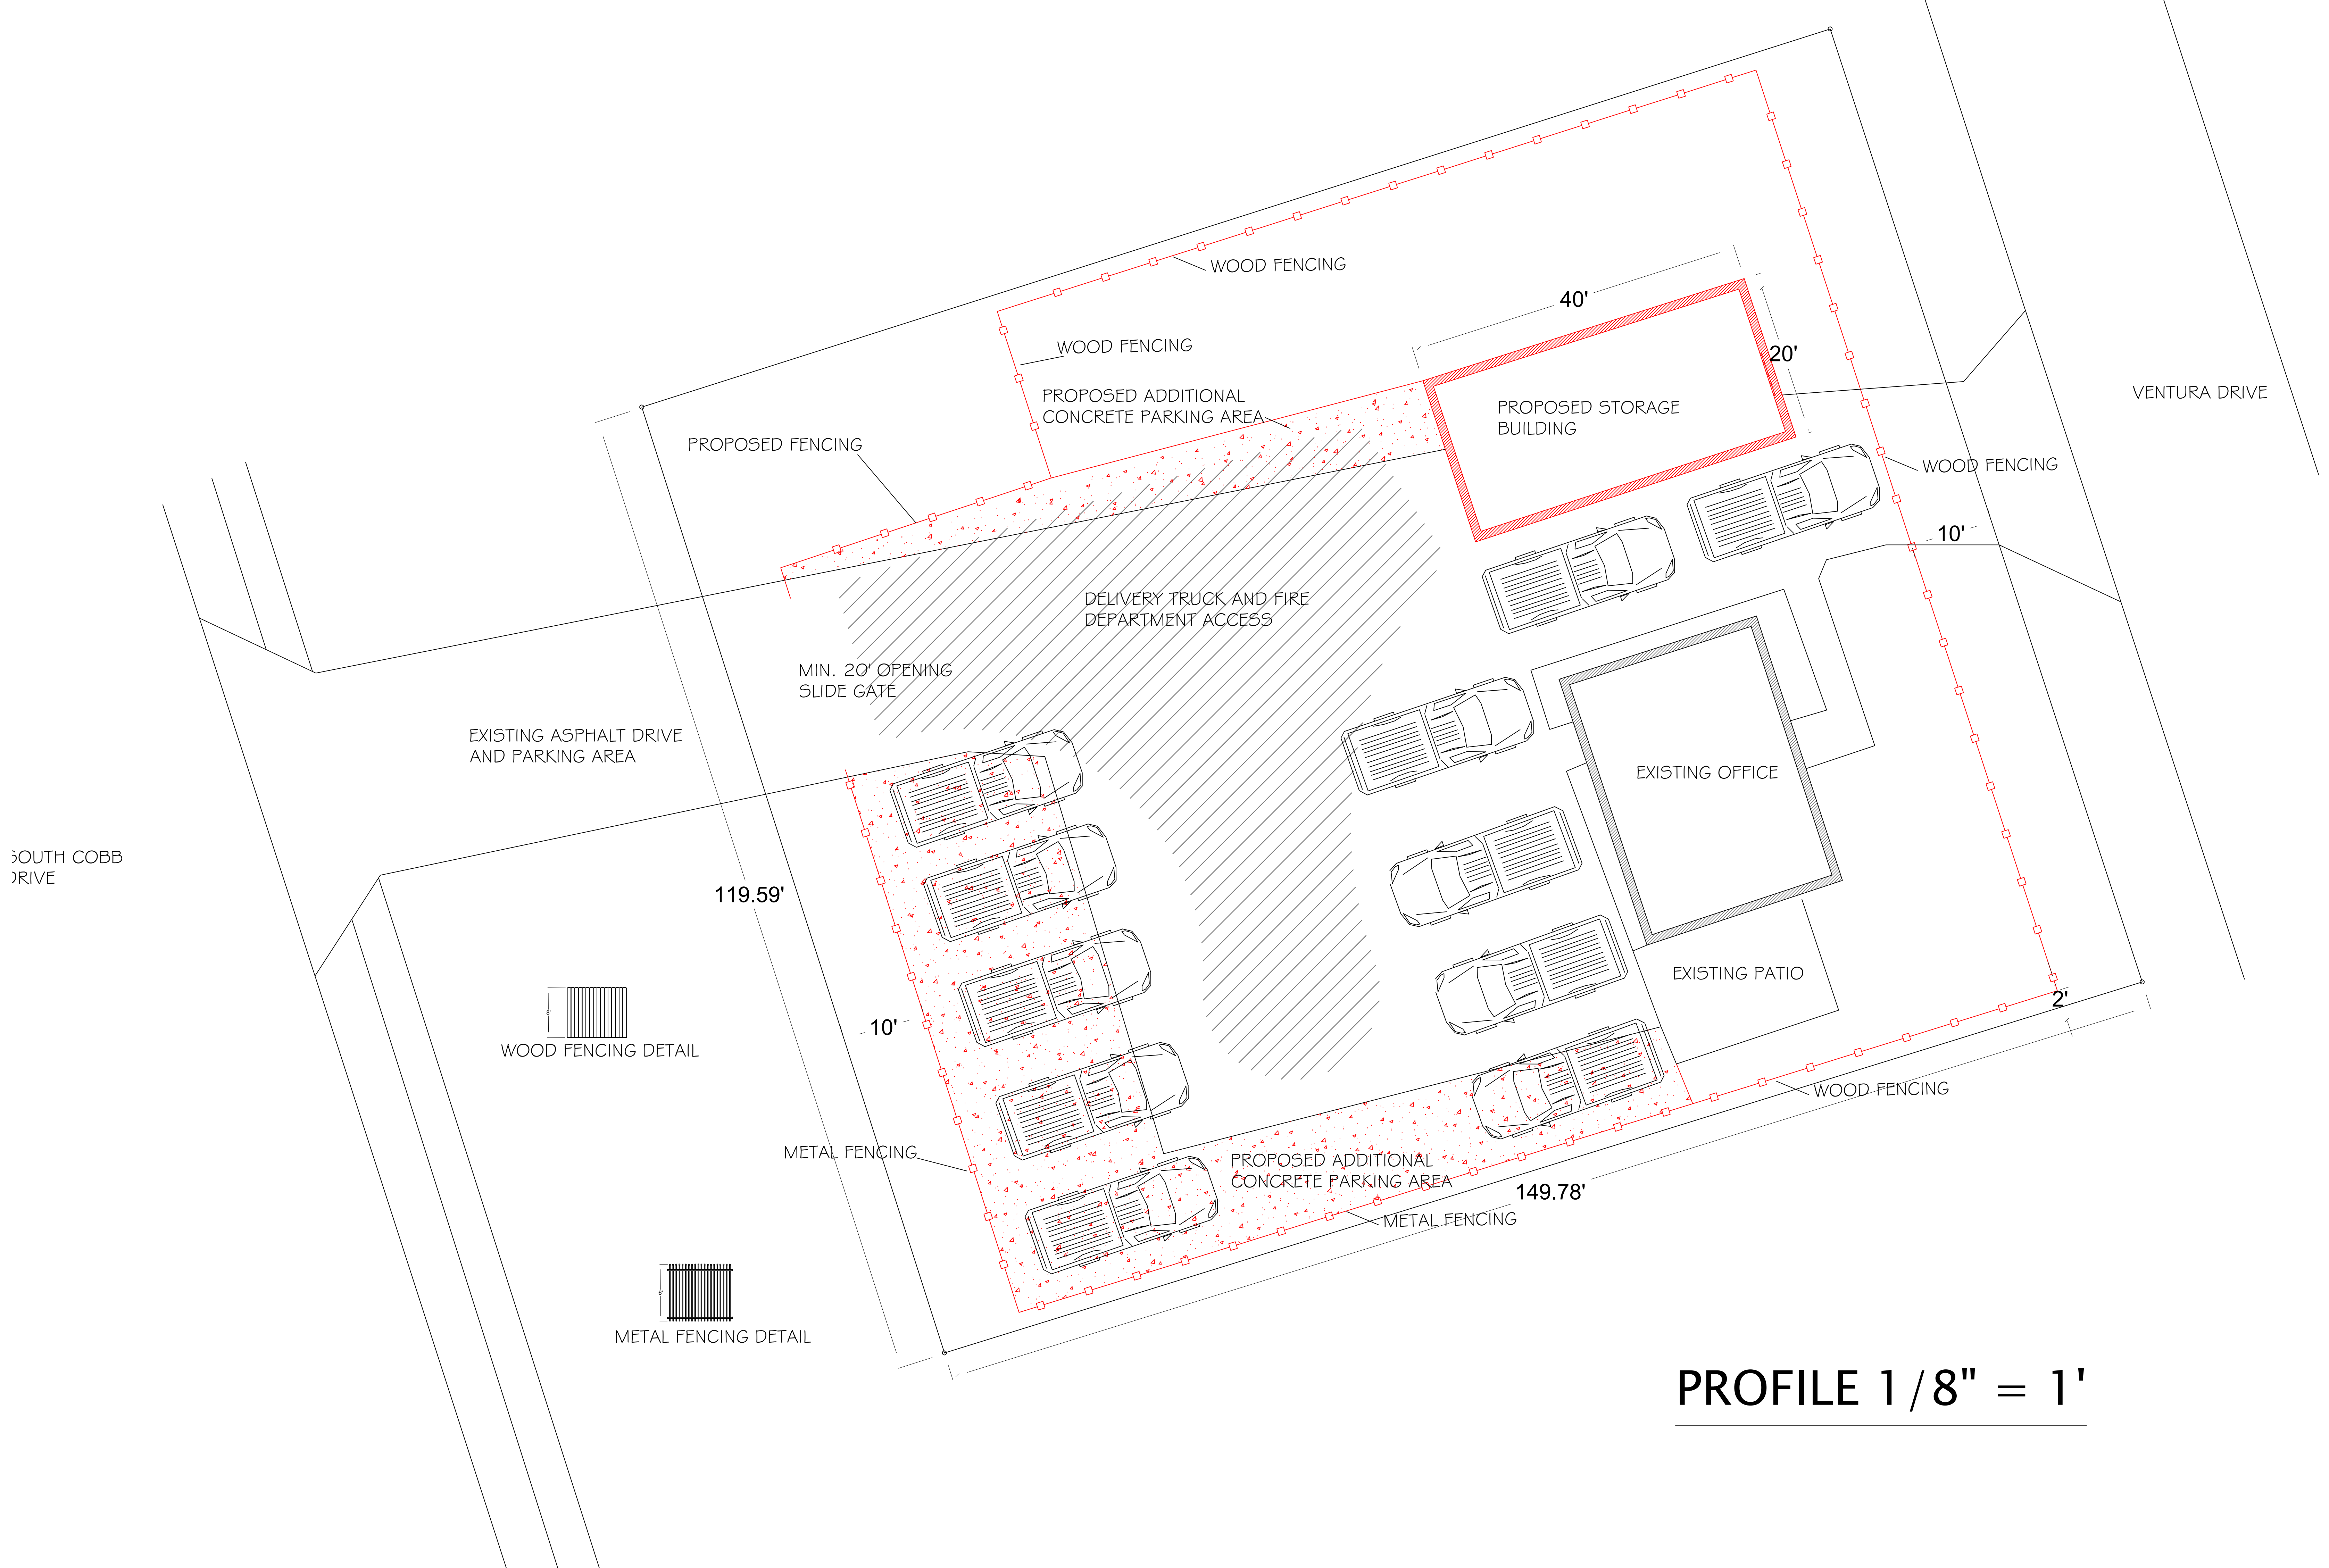 WOOD FENCING
40'
WOOD FENCING
20'
PROPOSED ADDITIONAL
CONCRETE PARKING AREA
VENTURA DRIVE
PROPOSED STORAGE
BUILDING
PROPOSED FENCING
WOOD FENCING
10'
DELIVERY TRUCK AND FIRE
DEPARTMENT ACCESS
MIN. 20' OPENING
SLIDE GATE
EXISTING ASPHALT DRIVE
AND PARKING AREA
EXISTING OFFICE
SOUTH COBB
DRIVE
119.59'
EXISTING PATIO
2'
8'
10'
WOOD FENCING DETAIL
WOOD FENCING
METAL FENCING
PROPOSED ADDITIONAL
CONCRETE PARKING AREA
149.78'
METAL FENCING
METAL FENCING DETAIL
PROFILE 1/8" = 1'